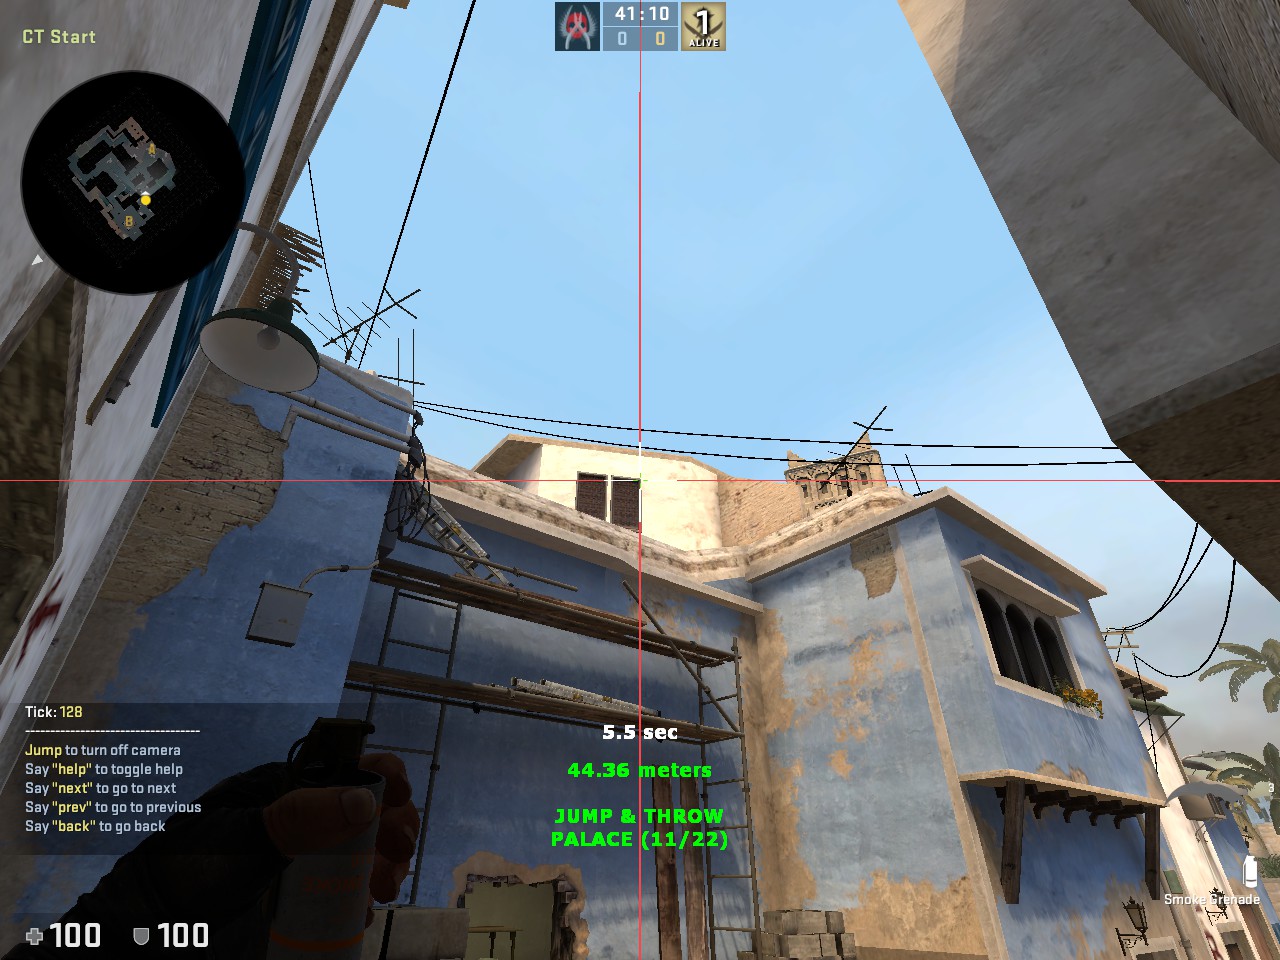 CT Start
41:10
0 0
1
ALIVE
A
B
Tick: 128
----------------------------------
Jump to turn off camera
Say "help" to toggle help
Say "next" to go to next
Say "prev" to go to previous
Say "back" to go back
5.5 sec
44.36 meters
JUMP & THROW
PALACE (11/22)
3
Smoke Grenade
100 100